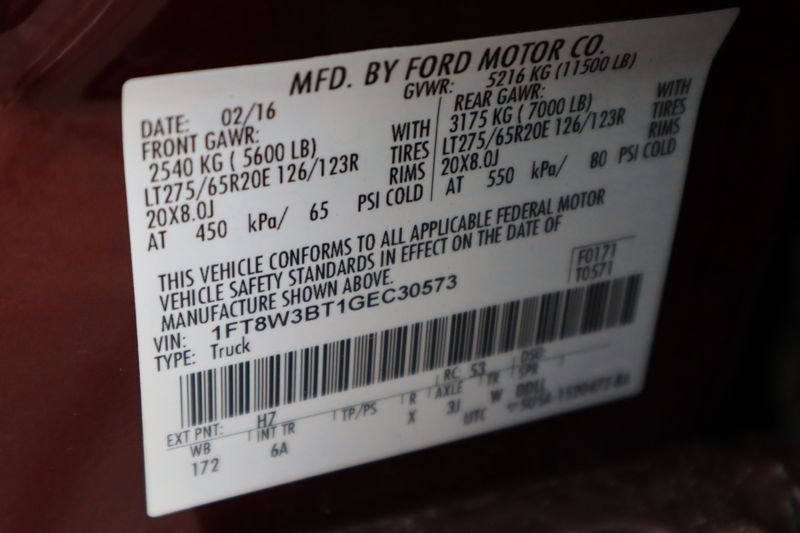 MFD. BY FORD MOTOR CO.
DATE: 02/16
GVWR: 5216 KG (11500 LB)
FRONT GAWR:
2540 KG ( 5600 LB) WITH
LT275/65R20E 126/123R TIRES
20X8.0J RIMS
AT 450 kPa/ 65 PSI COLD
REAR GAWR: WITH
3175 KG ( 7000 LB) TIRES
LT275/65R20E 126/123R RIMS
20X8.0J
AT 550 kPa/ 80 PSI COLD
THIS VEHICLE CONFORMS TO ALL APPLICABLE FEDERAL MOTOR
VEHICLE SAFETY STANDARDS IN EFFECT ON THE DATE OF
MANUFACTURE SHOWN ABOVE.
F0171
T0571
VIN: 1FT8W3BT1GEC30573
TYPE: Truck
EXT PNT: H7 RC 53 DSO
WB INT TR TP/PS R AXLE TR SPR
172 6A X 3J W DDLL
UTC